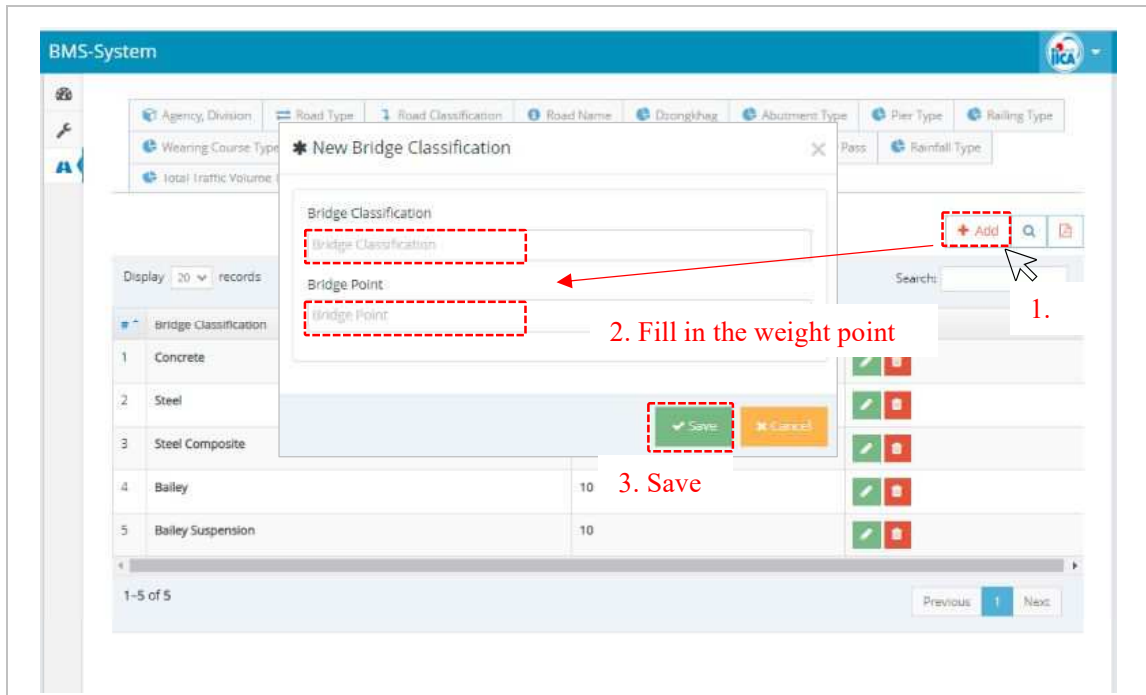 BMS-System
JICA
Agency, Division Road Type Road Classification Road Name Dzongkhag Abutment Type Pier Type Railing Type
Wearing Course Type Pass Rainfall Type
Total Traffic Volume
✱ New Bridge Classification ×
Bridge Classification
Bridge Classification
+ Add
Display 20 records Search:
Bridge Point
Bridge Point
1.
2. Fill in the weight point
# Bridge Classification
1 Concrete
2 Steel
✔ Save ✖ Cancel
3 Steel Composite
3. Save
4 Bailey 10
5 Bailey Suspension 10
1-5 of 5
Previous 1 Next